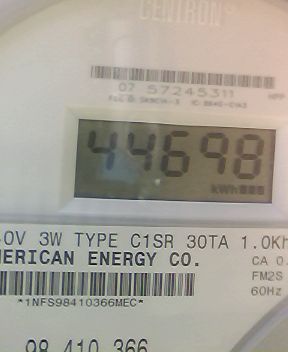 CENTRON®
07 57245311
44698
kWh
0V 3W TYPE C1SR 30TA 1.0Kh
MERICAN ENERGY CO.
CA 0.
FM2S
*1NFS98410366MEC*
60Hz
98 410 366